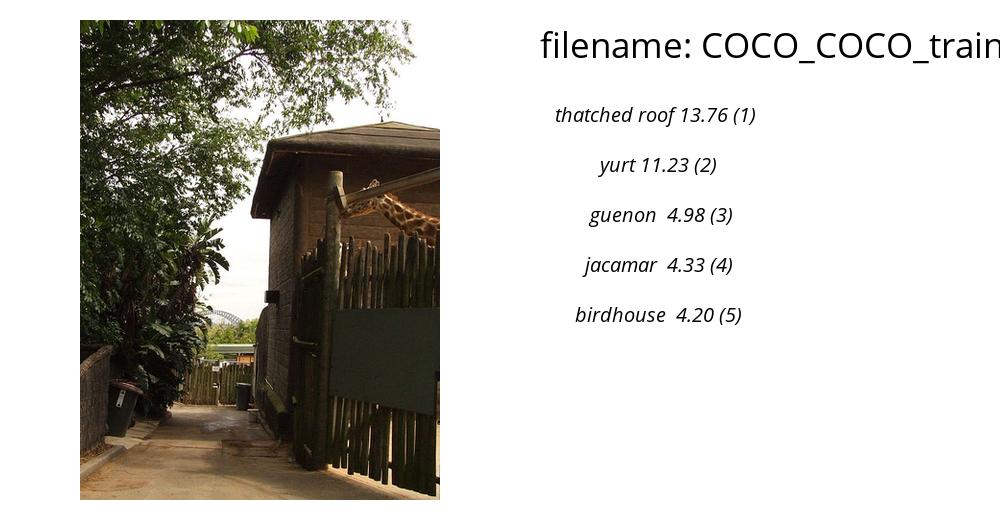 filename: COCO_COCO_train
thatched roof 13.76 (1)
yurt 11.23 (2)
guenon 4.98 (3)
jacamar 4.33 (4)
birdhouse 4.20 (5)